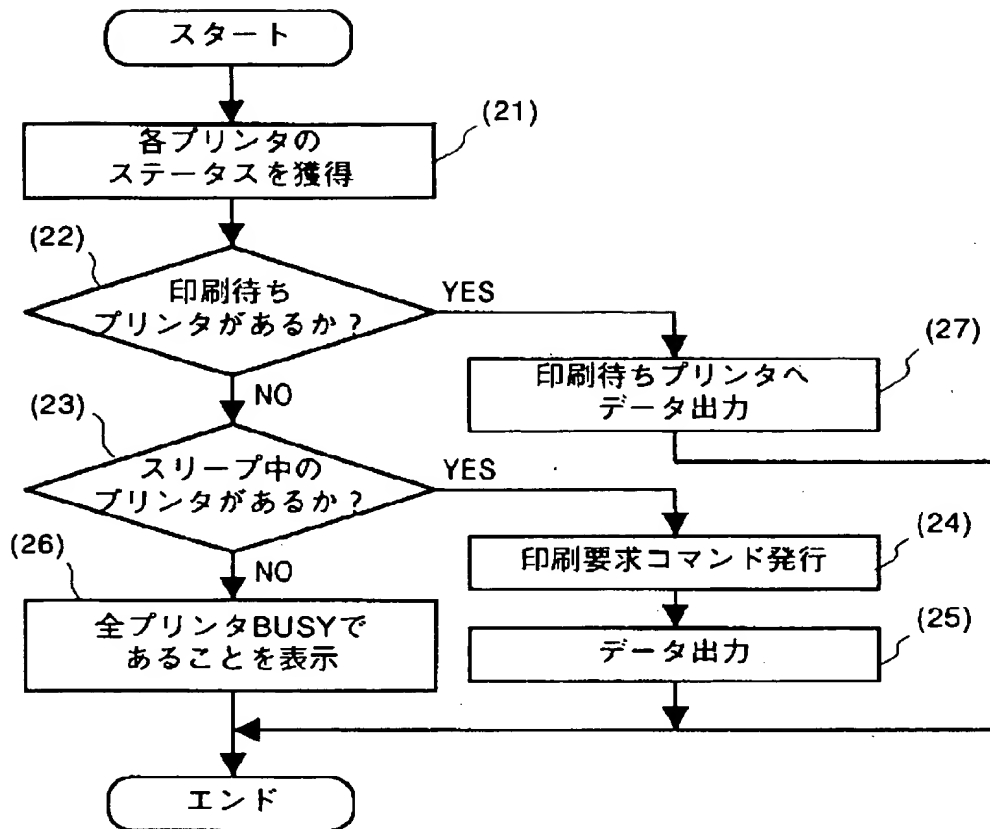 スタート
(21)
各プリンタの
ステータスを獲得
(22)
印刷待ち
プリンタがあるか？
YES
(27)
印刷待ちプリンタへ
データ出力
NO
(23)
スリープ中の
プリンタがあるか？
YES
(24)
印刷要求コマンド発行
(26)
NO
全プリンタBUSYで
あることを表示
(25)
データ出力
エンド